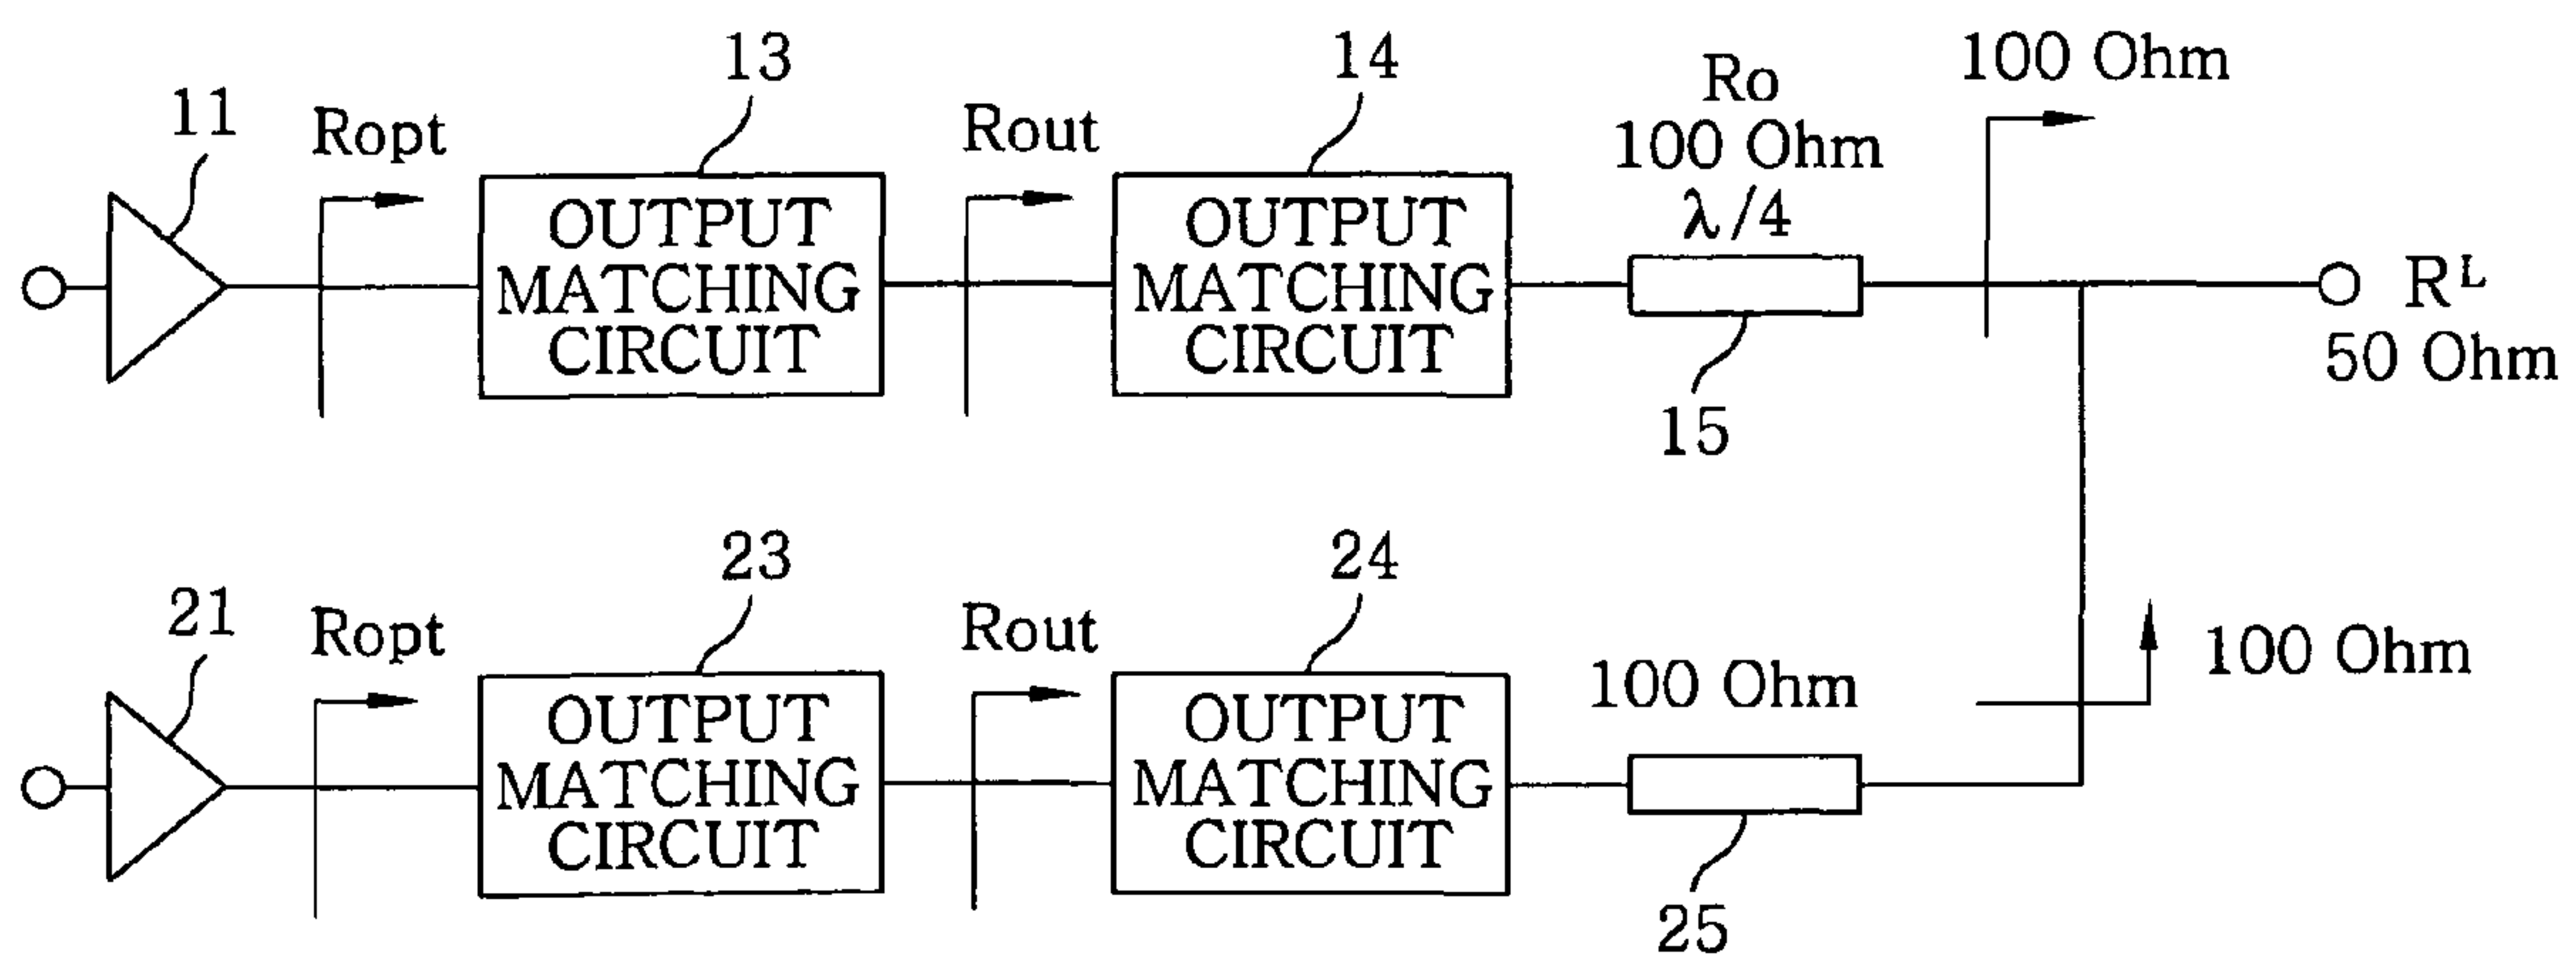 11
Ropt
13
OUTPUT
MATCHING
CIRCUIT
Rout
14
OUTPUT
MATCHING
CIRCUIT
Ro
100 Ohm
λ/4
15
100 Ohm
Rᴸ
50 Ohm
21
Ropt
23
OUTPUT
MATCHING
CIRCUIT
Rout
24
OUTPUT
MATCHING
CIRCUIT
100 Ohm
25
100 Ohm